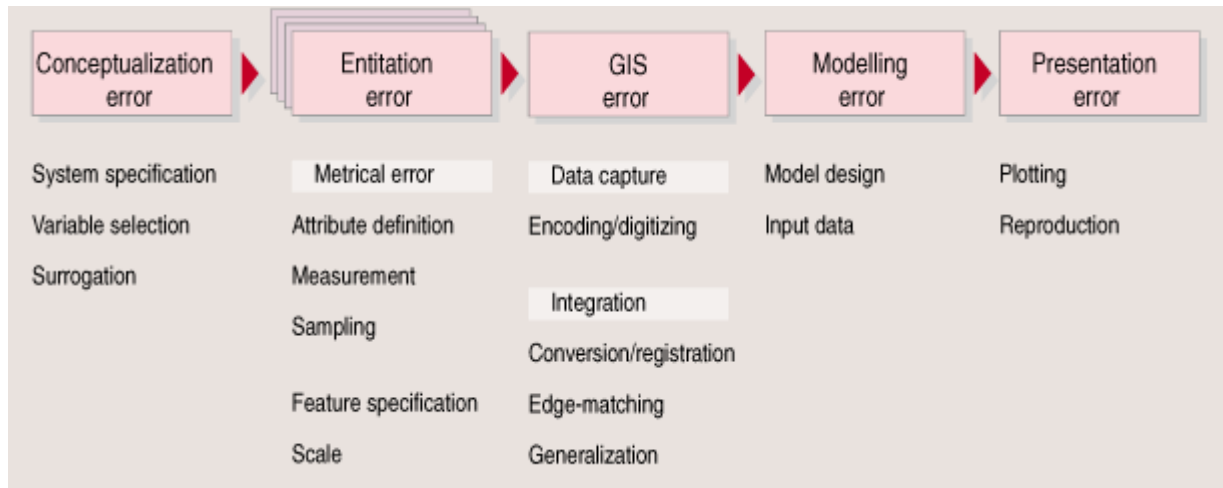 Conceptualization
error
Entitation
error
GIS
error
Modelling
error
Presentation
error
System specification
Variable selection
Surrogation
Metrical error
Attribute definition
Measurement
Sampling
Feature specification
Scale
Data capture
Encoding/digitizing
Integration
Conversion/registration
Edge-matching
Generalization
Model design
Input data
Plotting
Reproduction